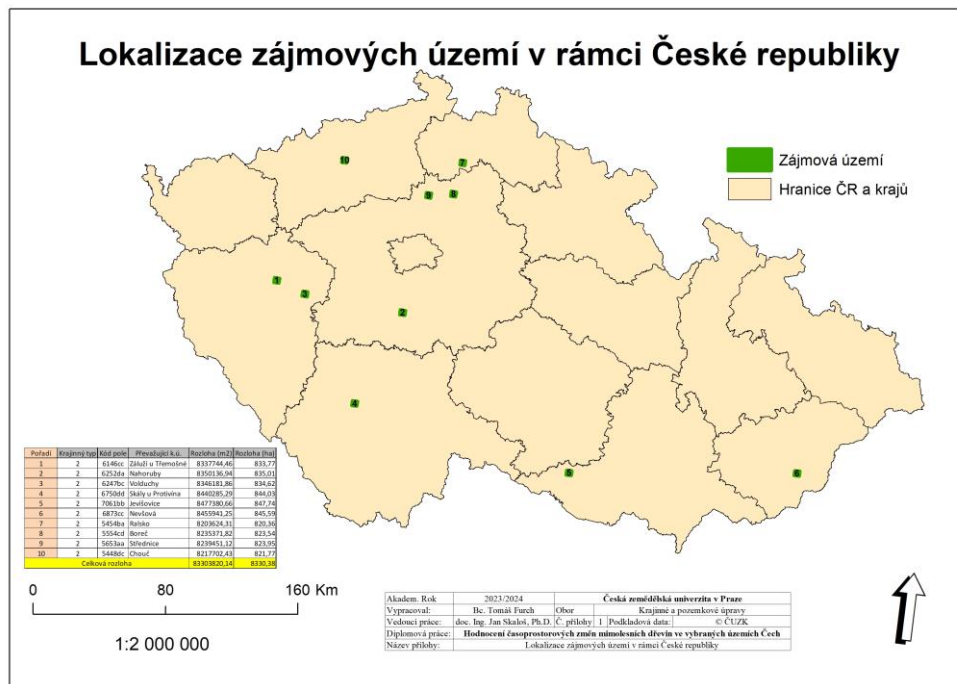 Lokalizace zájmových území v rámci České republiky
10
7
9
8
Zájmová území
Hranice ČR a krajů
1
3
2
4
5
6
Pořadí Krajinný typ Kód pole Převažující k.ú. Rozloha (m2) Rozloha (ha)
1 2 6146cc Záluží u Třemošné 8337744,46 833,77
2 2 6252da Nahoruby 8350136,94 835,01
3 2 6247bc Volduchy 8346181,86 834,62
4 2 6750dd Skály u Protivína 8440285,29 844,03
5 2 7061bb Jevišovice 8477380,66 847,74
6 2 6873cc Nevšová 8455941,25 845,59
7 2 5454ba Ralsko 8203624,31 820,36
8 2 5554cd Boreč 8235371,82 823,54
9 2 5653aa Střednice 8239451,12 823,95
10 2 5448dc Chouč 8217702,43 821,77
Celková rozloha 83303820,14 8330,38
0 80 160 Km
1:2 000 000
Akadem. Rok 2023/2024 Česká zemědělská univerzita v Praze
Vypracoval: Bc. Tomáš Furch Obor Krajinné a pozemkové úpravy
Vedoucí práce: doc. Ing. Jan Skaloš, Ph.D. Č. přílohy 1 Podkladová data: © ČUZK
Diplomová práce: Hodnocení časoprostorových změn mimolesních dřevin ve vybraných územích Čech
Název přílohy: Lokalizace zájmových území v rámci České republiky